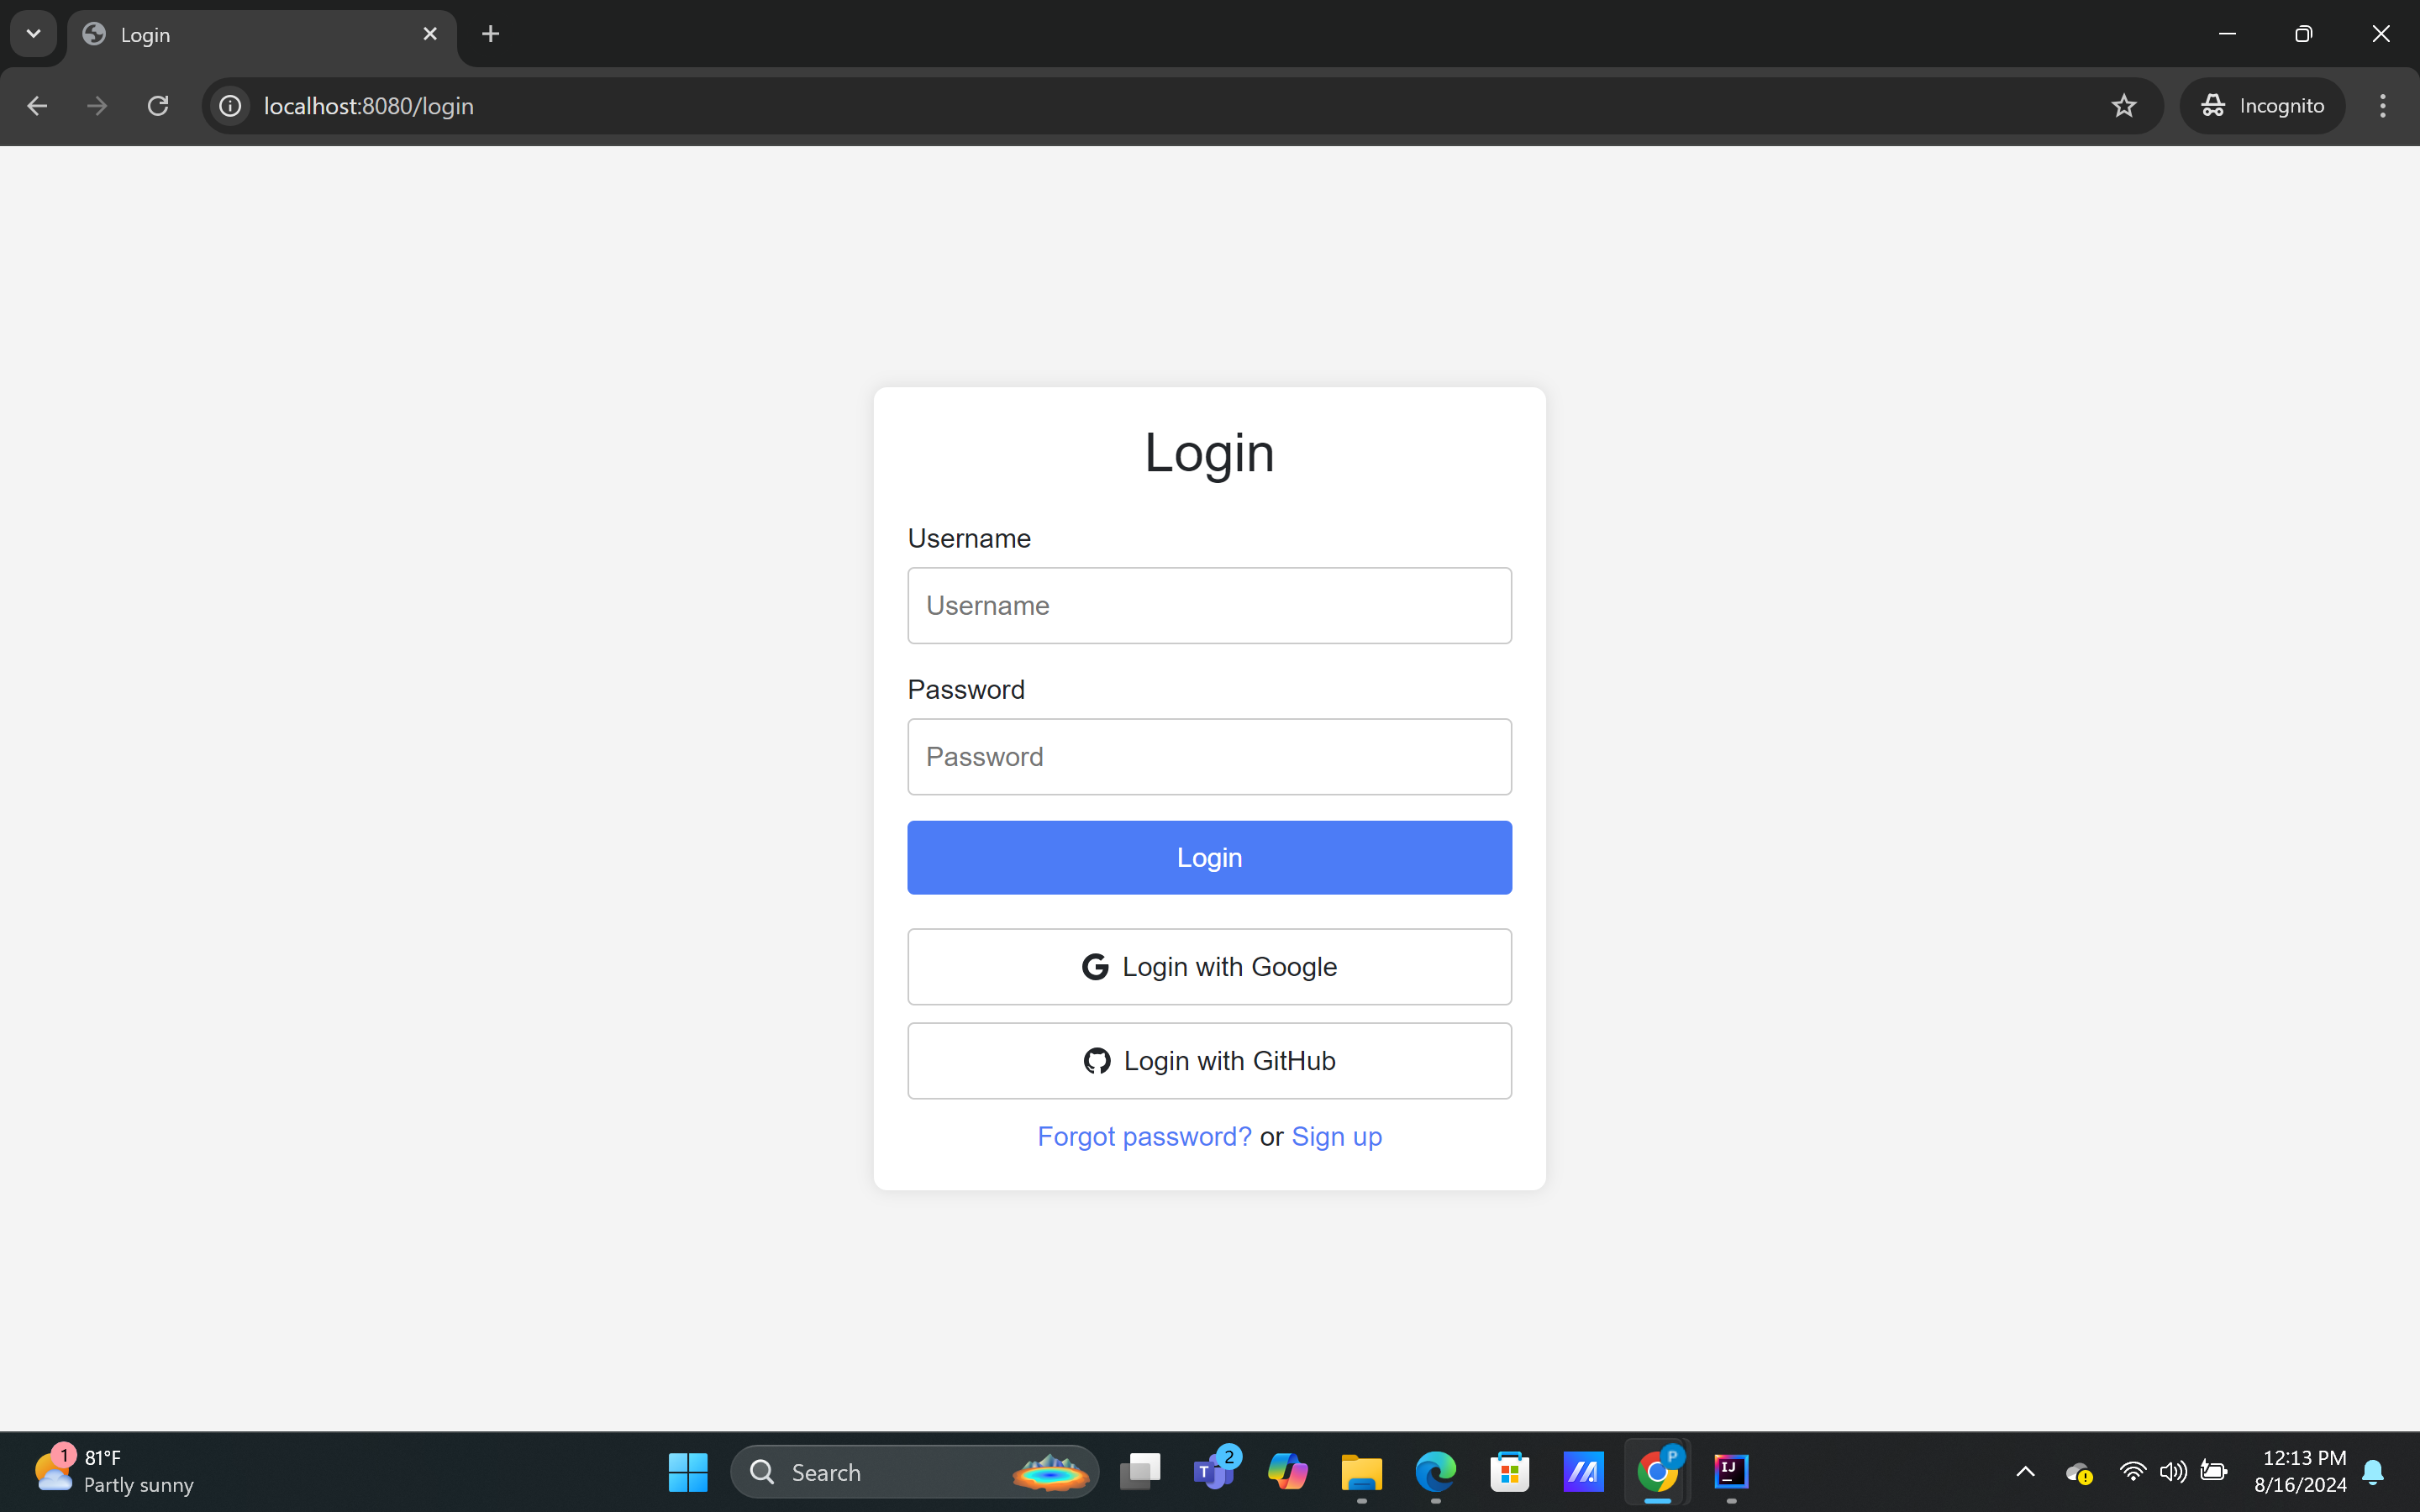 Login
localhost:8080/login
Incognito
Login
Username
Username
Password
Password
Login
Login with Google
Login with GitHub
Forgot password? or Sign up
1
81°F
Partly sunny
Search
T
2
P
IJ
12:13 PM
8/16/2024